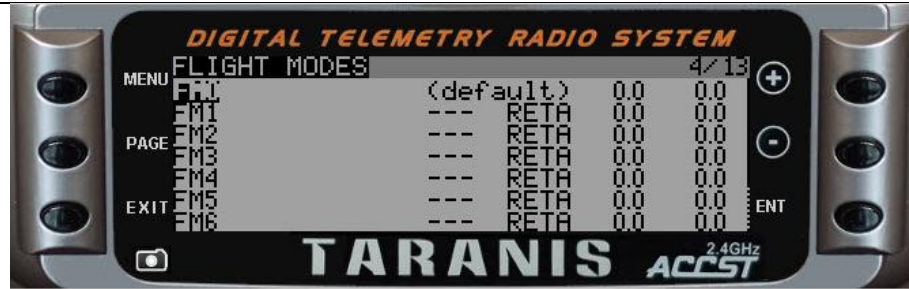 DIGITAL TELEMETRY RADIO SYSTEM
MENU
FLIGHT MODES 4/13
FM0 (default) 0.0 0.0
FM1 --- RETA 0.0 0.0
PAGE
FM2 --- RETA 0.0 0.0
FM3 --- RETA 0.0 0.0
FM4 --- RETA 0.0 0.0
EXIT
FM5 --- RETA 0.0 0.0
ENT
FM6 --- RETA 0.0 0.0
TARANIS
2.4GHz
ACCST